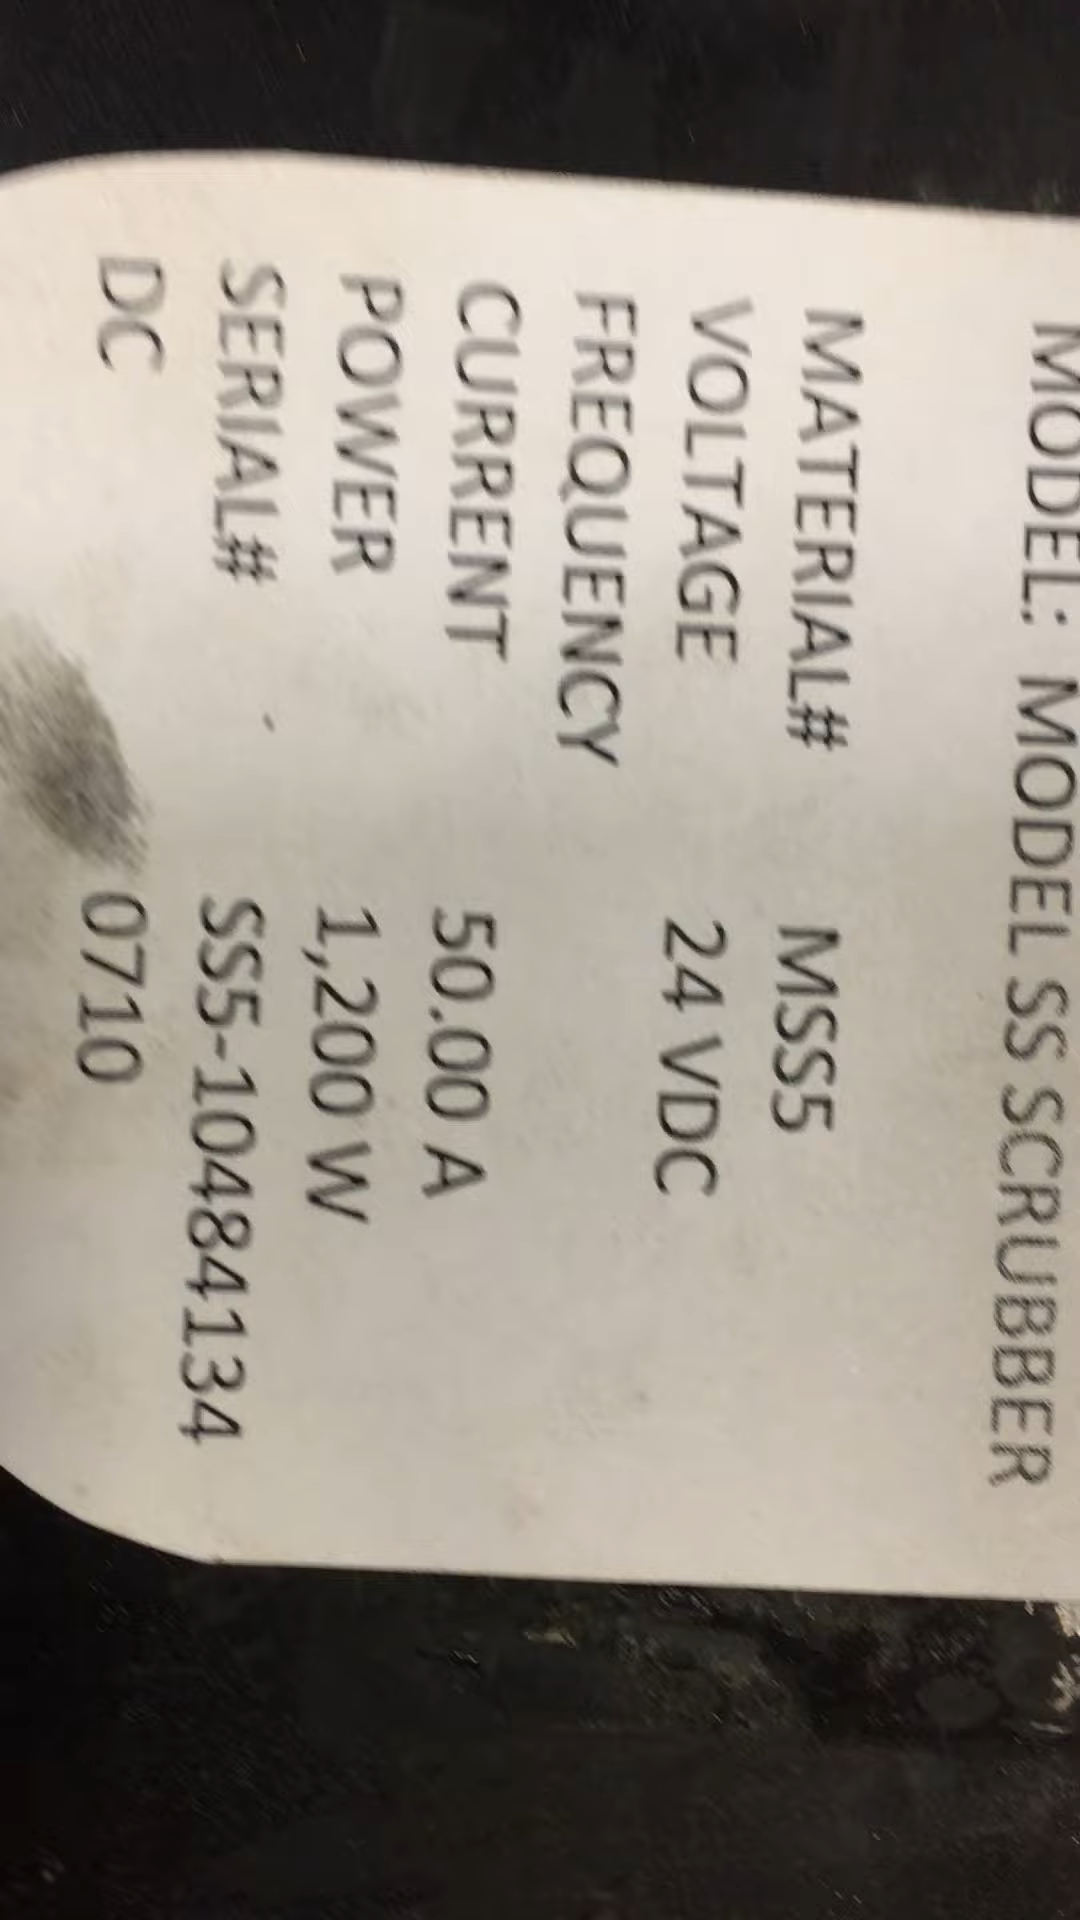 MODEL: MODEL SS SCRUBBER
MATERIAL# MSS5
VOLTAGE 24 VDC
FREQUENCY
CURRENT 50.00 A
POWER 1,200 W
SERIAL# SS5-10484134
DC 0710